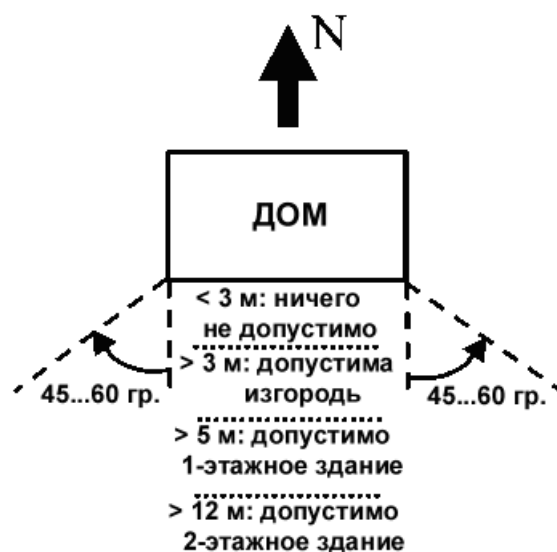 N
ДОМ
< 3 м: ничего
не допустимо
> 3 м: допустима
изгородь
45...60 гр.
45...60 гр.
> 5 м: допустимо
1-этажное здание
> 12 м: допустимо
2-этажное здание